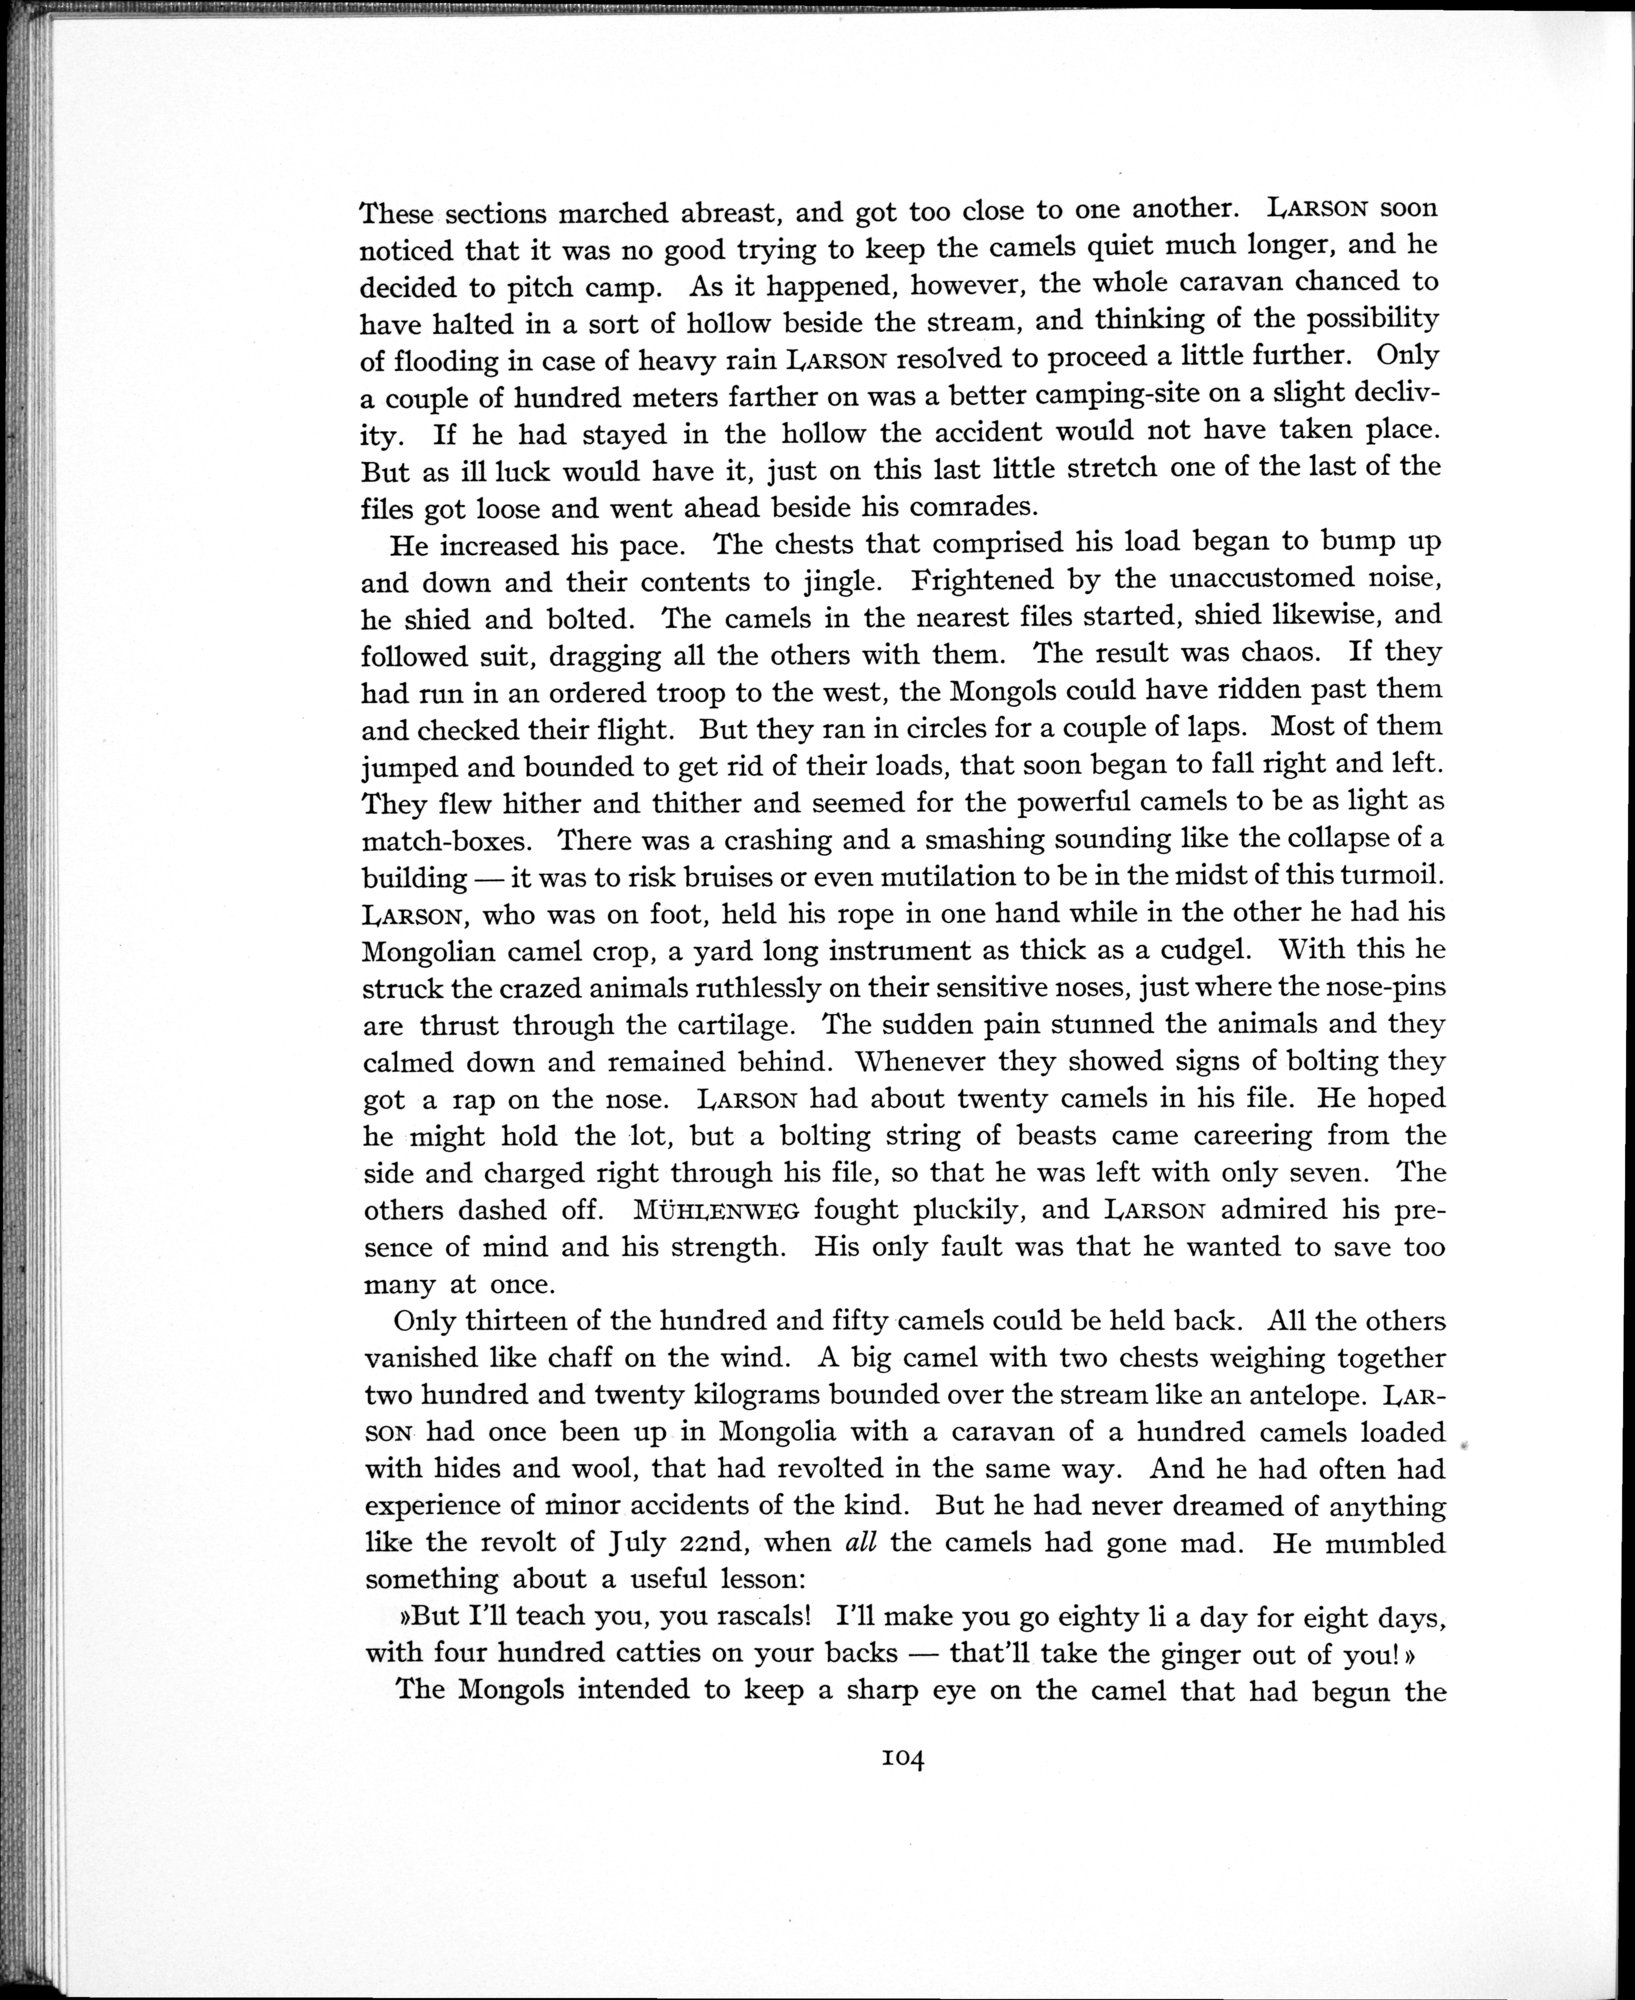 These sections marched abreast, and got too close to one another. LARSON soon
noticed that it was no good trying to keep the camels quiet much longer, and he
decided to pitch camp. As it happened, however, the whole caravan chanced to
have halted in a sort of hollow beside the stream, and thinking of the possibility
of flooding in case of heavy rain LARSON resolved to proceed a little further. Only
a couple of hundred meters farther on was a better camping-site on a slight decliv-
ity. If he had stayed in the hollow the accident would not have taken place.
But as ill luck would have it, just on this last little stretch one of the last of the
files got loose and went ahead beside his comrades.
He increased his pace. The chests that comprised his load began to bump up
and down and their contents to jingle. Frightened by the unaccustomed noise,
he shied and bolted. The camels in the nearest files started, shied likewise, and
followed suit, dragging all the others with them. The result was chaos. If they
had run in an ordered troop to the west, the Mongols could have ridden past them
and checked their flight. But they ran in circles for a couple of laps. Most of them
jumped and bounded to get rid of their loads, that soon began to fall right and left.
They flew hither and thither and seemed for the powerful camels to be as light as
match-boxes. There was a crashing and a smashing sounding like the collapse of a
building — it was to risk bruises or even mutilation to be in the midst of this turmoil.
LARSON, who was on foot, held his rope in one hand while in the other he had his
Mongolian camel crop, a yard long instrument as thick as a cudgel. With this he
struck the crazed animals ruthlessly on their sensitive noses, just where the nose-pins
are thrust through the cartilage. The sudden pain stunned the animals and they
calmed down and remained behind. Whenever they showed signs of bolting they
got a rap on the nose. LARSON had about twenty camels in his file. He hoped
he might hold the lot, but a bolting string of beasts came careering from the
side and charged right through his file, so that he was left with only seven. The
others dashed off. MÜHLENWEG fought pluckily, and LARSON admired his pre-
sence of mind and his strength. His only fault was that he wanted to save too
many at once.
Only thirteen of the hundred and fifty camels could be held back. All the others
vanished like chaff on the wind. A big camel with two chests weighing together
two hundred and twenty kilograms bounded over the stream like an antelope. LAR-
SON had once been up in Mongolia with a caravan of a hundred camels loaded
with hides and wool, that had revolted in the same way. And he had often had
experience of minor accidents of the kind. But he had never dreamed of anything
like the revolt of July 22nd, when all the camels had gone mad. He mumbled
something about a useful lesson:
»But I'll teach you, you rascals! I'll make you go eighty li a day for eight days,
with four hundred catties on your backs — that'll take the ginger out of you!»
The Mongols intended to keep a sharp eye on the camel that had begun the
104